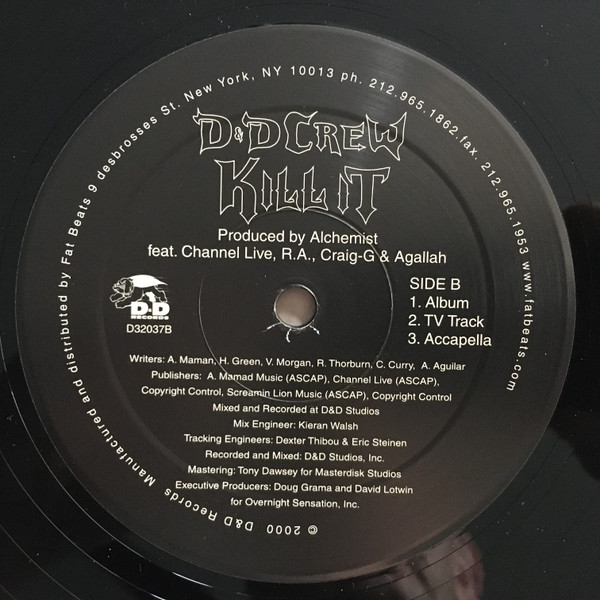 D&D CREW
KILL IT
Produced by Alchemist
feat. Channel Live, R.A., Craig-G & Agallah
SIDE B
1. Album
2. TV Track
3. Accapella
D&D
RECORDS
D32037B
Writers: A. Maman, H. Green, V. Morgan, R. Thorburn, C. Curry, A. Aguilar
Publishers: A. Mamad Music (ASCAP), Channel Live (ASCAP),
Copyright Control, Screamin Lion Music (ASCAP), Copyright Control
Mixed and Recorded at D&D Studios
Mix Engineer: Kieran Walsh
Tracking Engineers: Dexter Thibou & Eric Steinen
Recorded and Mixed: D&D Studios, Inc.
Mastering: Tony Dawsey for Masterdisk Studios
Executive Producers: Doug Grama and David Lotwin
for Overnight Sensation, Inc.
© 2000 D&D Records Manufactured and distributed by Fat Beats 9 desbrosses St. New York, NY 10013 ph. 212.965.1862.fax. 212.965.1953 www.fatbeats.com